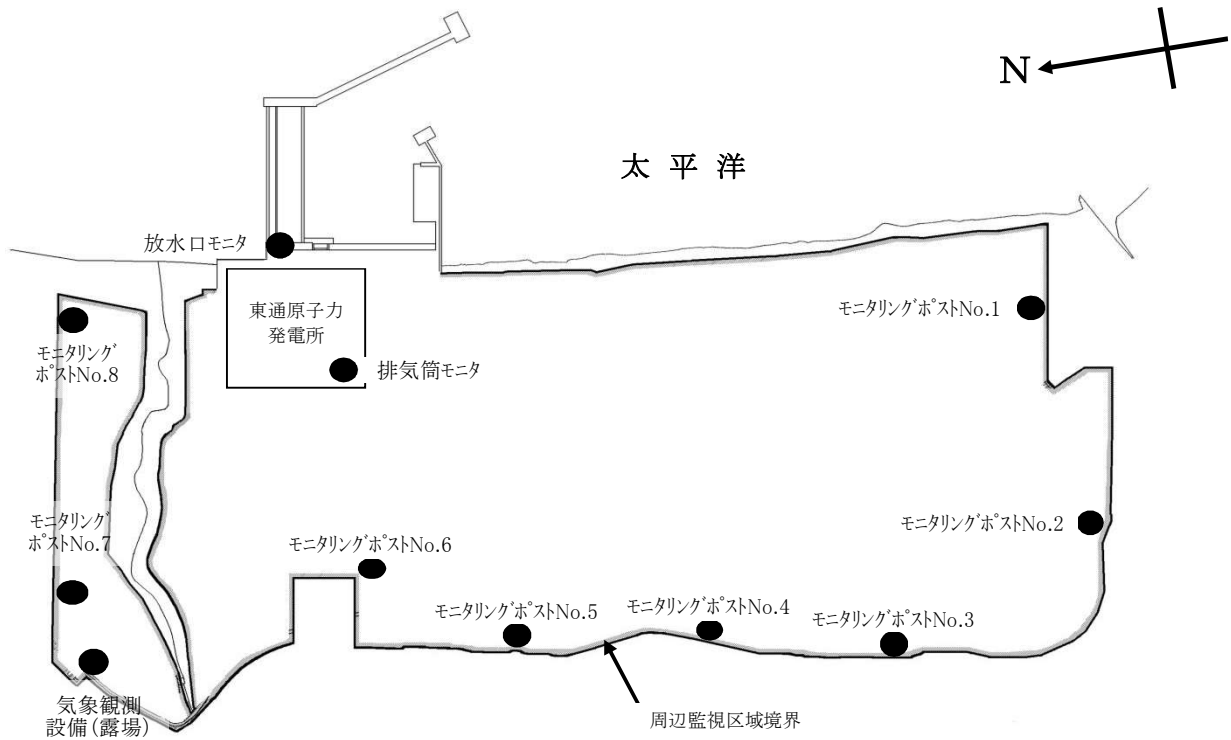 N
太平洋
放水口モニタ
東通原子力
発電所
モニタリングポストNo.1
モニタリング
ポストNo.8
排気筒モニタ
モニタリング
ポストNo.7
モニタリングポストNo.2
モニタリングポストNo.6
モニタリングポストNo.5
モニタリングポストNo.4
モニタリングポストNo.3
気象観測
設備(露場)
周辺監視区域境界